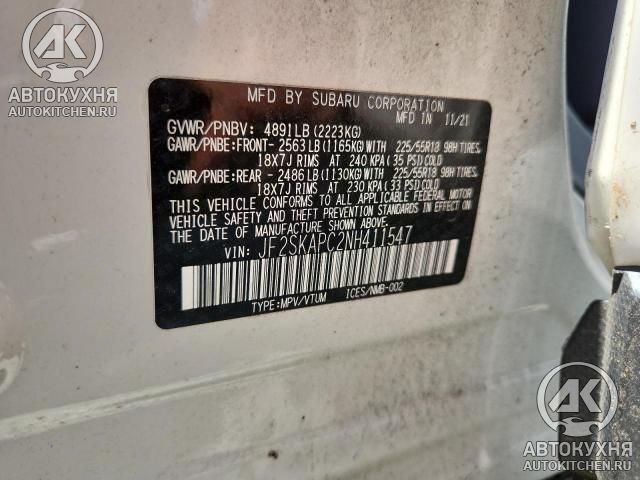 АК
АВТОКУХНЯ
AUTOKITCHEN.RU
MFD BY SUBARU CORPORATION
MFD IN 11/21
GVWR/PNBV: 4891LB(2223KG)
GAWR/PNBE:FRONT- 2563LB(1165KG)WITH 225/55R18 98H TIRES,
18X7J RIMS AT 240 KPA(35 PSI)COLD
GAWR/PNBE:REAR - 2486LB(1130KG)WITH 225/55R18 98H TIRES,
18X7J RIMS AT 230 KPA(33 PSI)COLD
THIS VEHICLE CONFORMS TO ALL APPLICABLE FEDERAL MOTOR
VEHICLE SAFETY AND THEFT PREVENTION STANDARDS IN EFFECT ON THE
DATE OF MANUFACTURE SHOWN ABOVE.
VIN: JF2SKAPC2NH411547
TYPE:MPV/VTUM ICES/NMB-002
АК
АВТОКУХНЯ
AUTOKITCHEN.RU